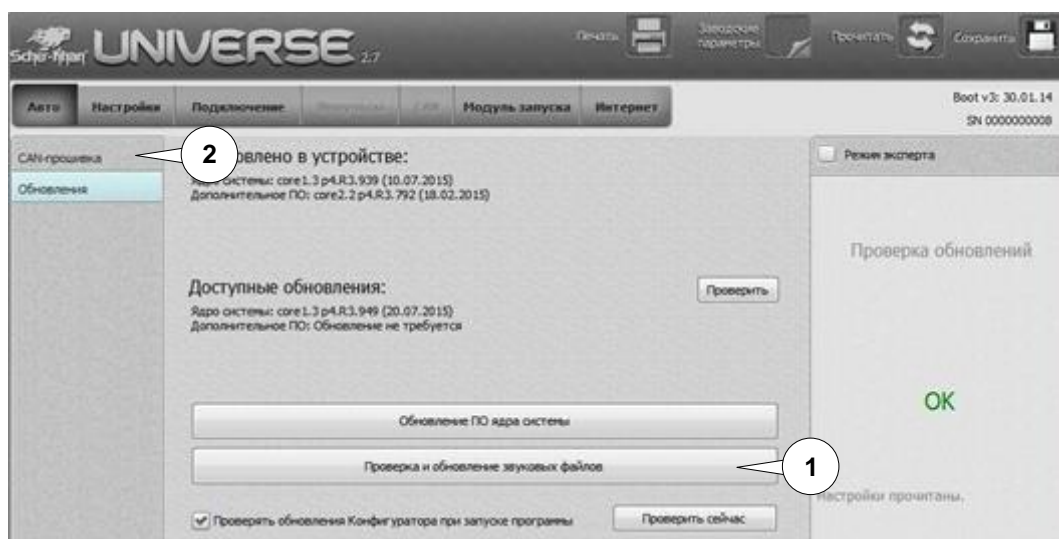 Scher-Khan UNIVERSE 2.7
Печать
Заводские параметры
Прочитать
Сохранить
Авто Настройки Подключение CAN Модуль запуска Интернет
Boot v3: 30.01.14
SN 0000000008
CAN-прошивка
2
овлено в устройстве:
Режим эксперта
Обновления
Ядро системы: core1.3 p4.R3.939 (10.07.2015)
Дополнительное ПО: core2.2 p4.R3.792 (18.02.2015)
Проверка обновлений
Доступные обновления:
Проверить
Ядро системы: core1.3 p4.R3.949 (20.07.2015)
Дополнительное ПО: Обновление не требуется
OK
Обновление ПО ядра системы
Проверка и обновление звуковых файлов
1
Настройки прочитаны.
Проверять обновления Конфигуратора при запуске программы
Проверить сейчас